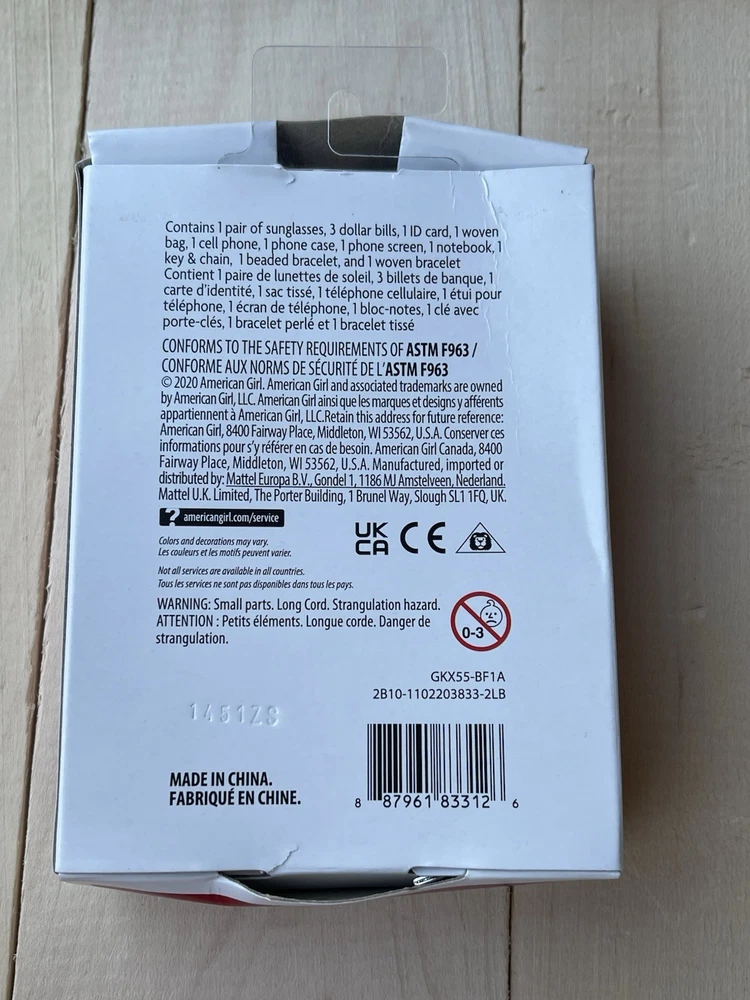 Contains 1 pair of sunglasses, 3 dollar bills, 1 ID card, 1 woven
bag, 1 cell phone, 1 phone case, 1 phone screen, 1 notebook, 1
key & chain, 1 beaded bracelet, and 1 woven bracelet
Contient 1 paire de lunettes de soleil, 3 billets de banque, 1
carte d'identité, 1 sac tissé, 1 téléphone cellulaire, 1 étui pour
téléphone, 1 écran de téléphone, 1 bloc-notes, 1 clé avec
porte-clés, 1 bracelet perlé et 1 bracelet tissé
CONFORMS TO THE SAFETY REQUIREMENTS OF ASTM F963 /
CONFORME AUX NORMS DE SÉCURITÉ DE L'ASTM F963
© 2020 American Girl. American Girl and associated trademarks are owned
by American Girl, LLC. American Girl ainsi que les marques et designs y afférents
appartiennent à American Girl, LLC.Retain this address for future reference:
American Girl, 8400 Fairway Place, Middleton, WI 53562, U.S.A. Conserver ces
informations pour s'y référer en cas de besoin. American Girl Canada, 8400
Fairway Place, Middleton, WI 53562, U.S.A. Manufactured, imported or
distributed by: Mattel Europa B.V., Gondel 1, 1186 MJ Amstelveen, Nederland.
Mattel U.K. Limited, The Porter Building, 1 Brunel Way, Slough SL1 1FQ, UK.
? americangirl.com/service
UK
CA CE
Colors and decorations may vary.
Les couleurs et les motifs peuvent varier.
Not all services are available in all countries.
Tous les services ne sont pas disponibles dans tous les pays.
WARNING: Small parts. Long Cord. Strangulation hazard.
ATTENTION : Petits éléments. Longue corde. Danger de
strangulation.
0-3
GKX55-BF1A
2B10-1102203833-2LB
1451ZS
MADE IN CHINA.
FABRIQUÉ EN CHINE.
8 87961 83312 6